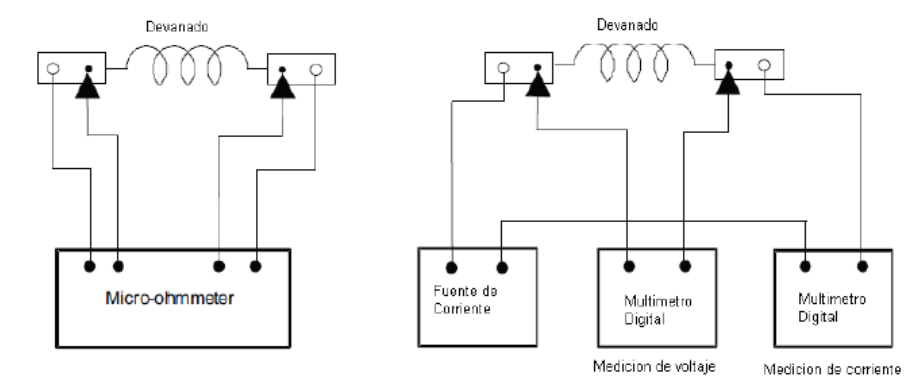 Devanado
Micro-ohmmeter
Devanado
Fuente de
Corriente
Multimetro
Digital
Medicion de voltaje
Multimetro
Digital
Medicion de corriente